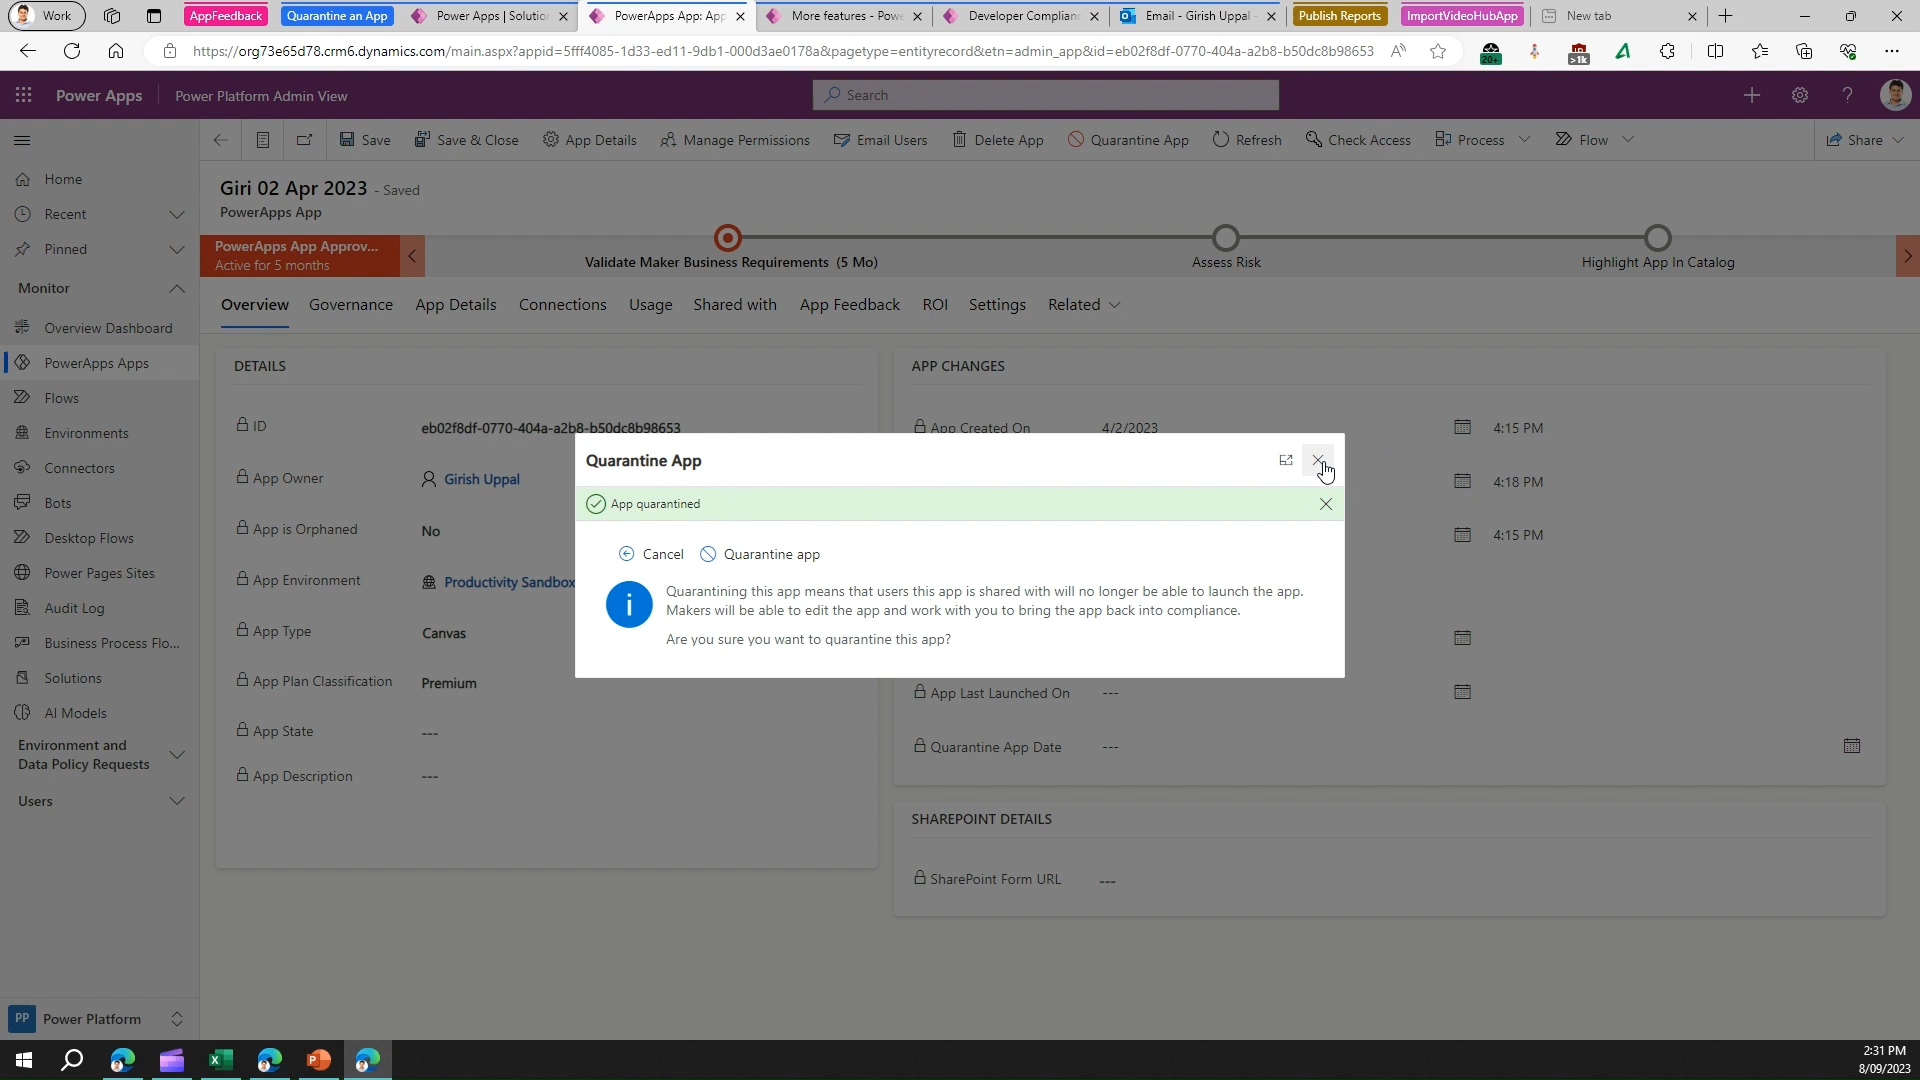 Work
AppFeedback
Quarantine an App
Power Apps | Solution
PowerApps App: App
More features - Powe
Developer Complianc
Email - Girish Uppal -
Publish Reports
ImportVideoHubApp
New tab
https://org73e65d78.crm6.dynamics.com/main.aspx?appid=5fff4085-1d33-ed11-9db1-000d3ae0178a&pagetype=entityrecord&etn=admin_app&id=eb02f8df-0770-404a-a2b8-b50dc8b98653
20+
>1k
Power Apps
Power Platform Admin View
Search
Save
Save & Close
App Details
Manage Permissions
Email Users
Delete App
Quarantine App
Refresh
Check Access
Process
Flow
Share
Home
Recent
Pinned
Monitor
Overview Dashboard
PowerApps Apps
Flows
Environments
Connectors
Bots
Desktop Flows
Power Pages Sites
Audit Log
Business Process Flo...
Solutions
AI Models
Environment and
Data Policy Requests
Users
PP Power Platform
Giri 02 Apr 2023 - Saved
PowerApps App
PowerApps App Approv...
Active for 5 months
Validate Maker Business Requirements (5 Mo)
Assess Risk
Highlight App In Catalog
Overview
Governance
App Details
Connections
Usage
Shared with
App Feedback
ROI
Settings
Related
DETAILS
ID
eb02f8df-0770-404a-a2b8-b50dc8b98653
App Owner
Girish Uppal
App is Orphaned
No
App Environment
Productivity Sandbox
App Type
Canvas
App Plan Classification
Premium
App State
---
App Description
---
APP CHANGES
App Created On
4/2/2023
4:15 PM
4:18 PM
4:15 PM
App Last Launched On
---
Quarantine App Date
---
SHAREPOINT DETAILS
SharePoint Form URL
---
Quarantine App
App quarantined
Cancel
Quarantine app
Quarantining this app means that users this app is shared with will no longer be able to launch the app.
Makers will be able to edit the app and work with you to bring the app back into compliance.
Are you sure you want to quarantine this app?
2:31 PM
8/09/2023